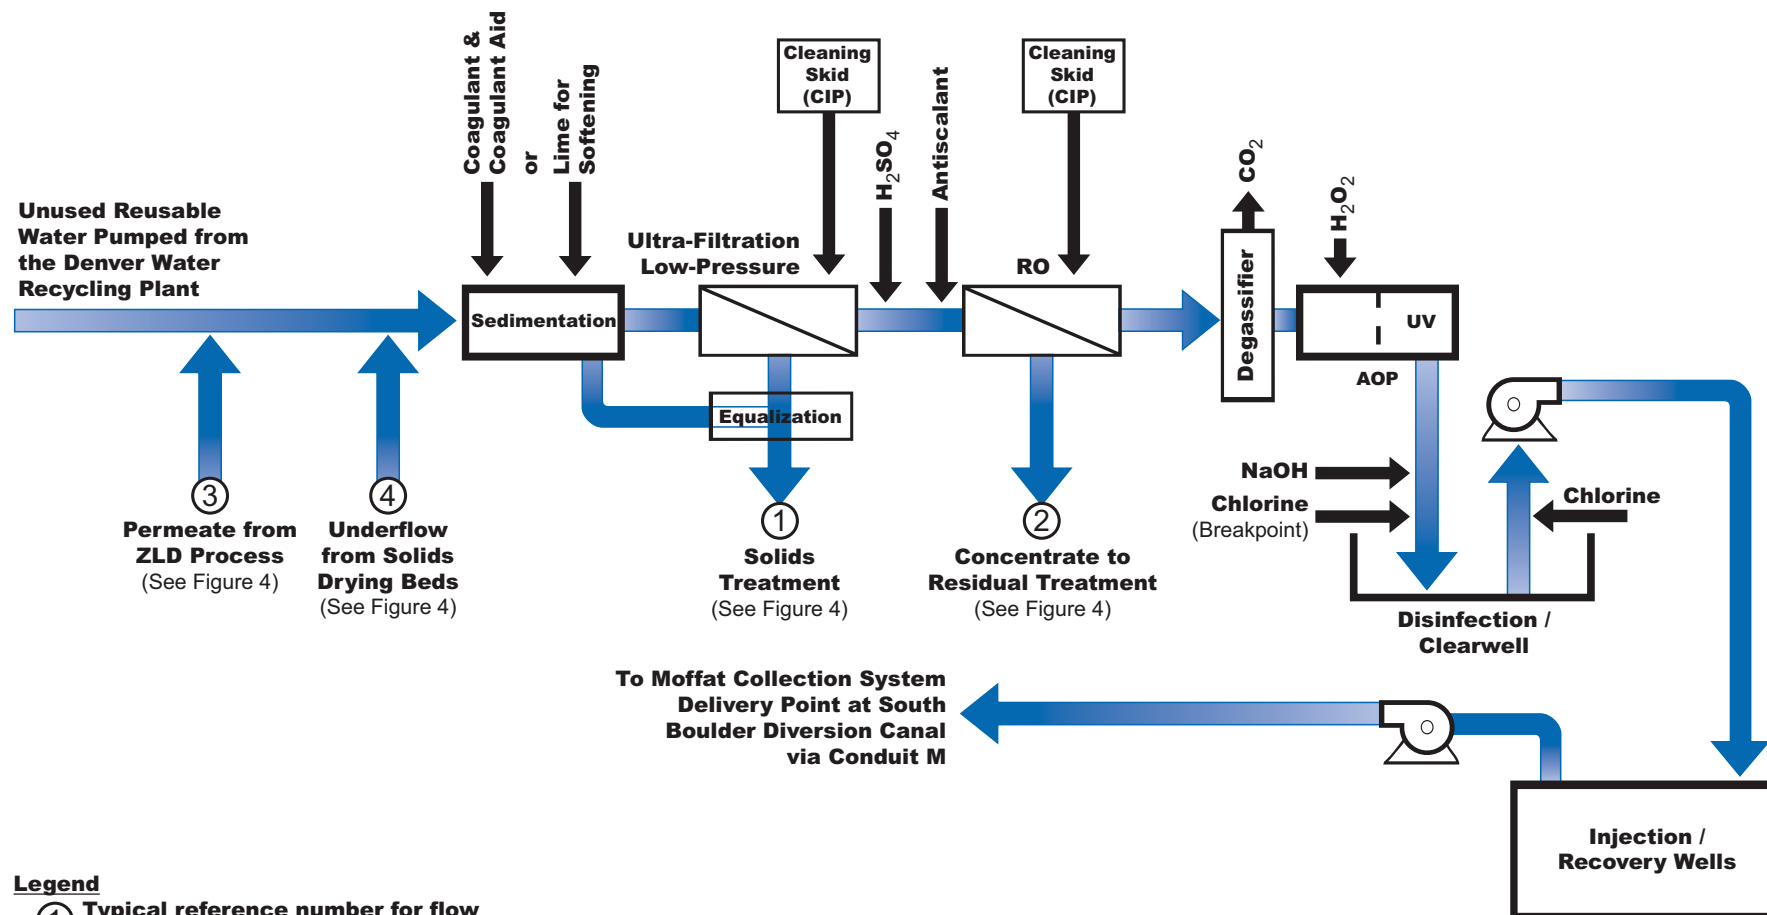 Coagulant &
Coagulant Aid
or
Lime for
Softening
Cleaning
Skid
(CIP)
H2SO4
Antiscalant
Cleaning
Skid
(CIP)
CO2
H2O2
Unused Reusable
Water Pumped from
the Denver Water
Recycling Plant
Ultra-Filtration
Low-Pressure
RO
Sedimentation
Degassifier
UV
AOP
Equalization
3
Permeate from
ZLD Process
(See Figure 4)
4
Underflow
from Solids
Drying Beds
(See Figure 4)
1
Solids
Treatment
(See Figure 4)
2
Concentrate to
Residual Treatment
(See Figure 4)
NaOH
Chlorine
(Breakpoint)
Chlorine
Disinfection /
Clearwell
To Moffat Collection System
Delivery Point at South
Boulder Diversion Canal
via Conduit M
Injection /
Recovery Wells
Legend
1 Typical reference number for flow